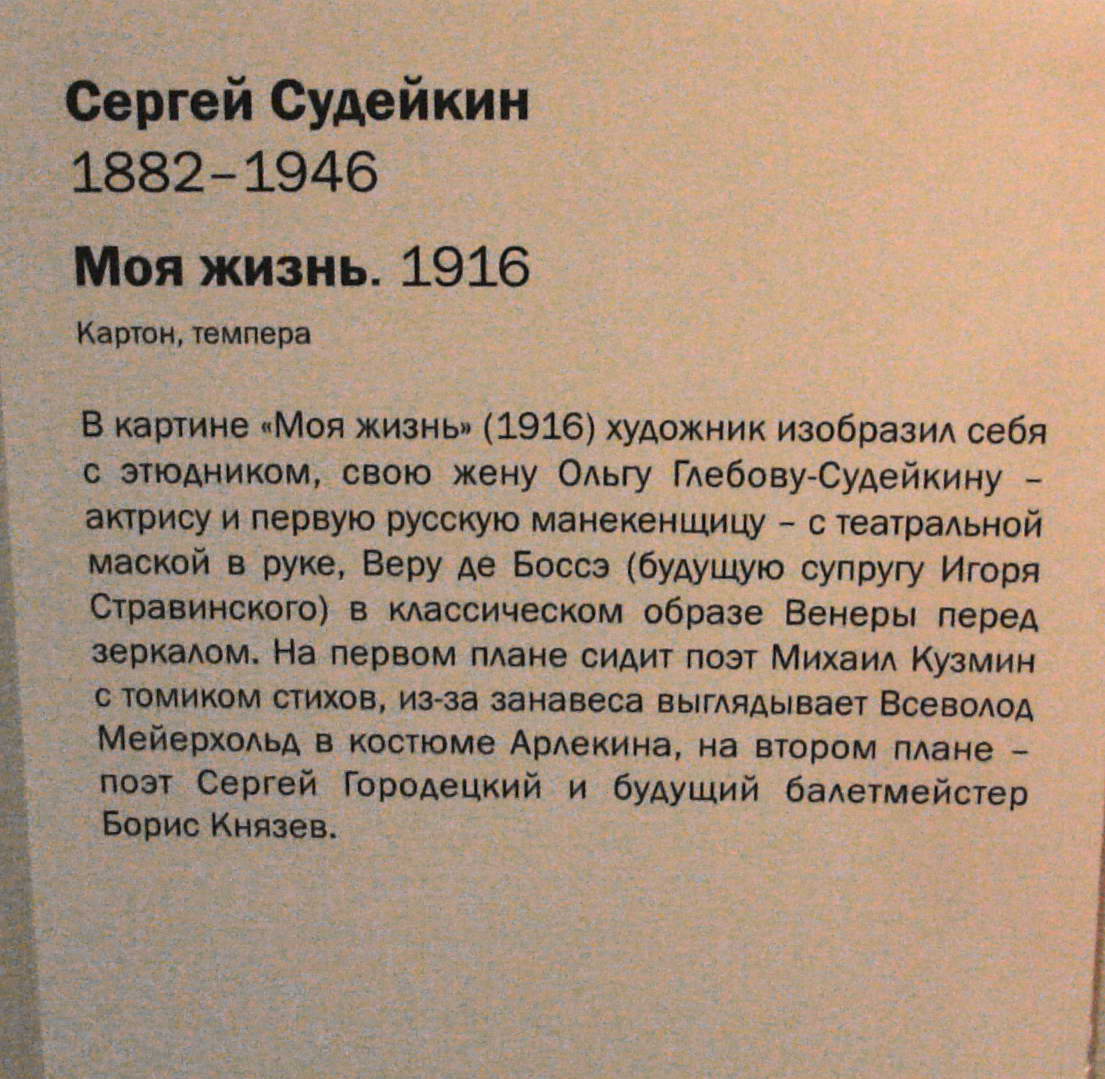 Сергей Судейкин
1882–1946
Моя жизнь. 1916
Картон, темпера
В картине «Моя жизнь» (1916) художник изобразил себя
с этюдником, свою жену Ольгу Глебову-Судейкину –
актрису и первую русскую манекенщицу – с театральной
маской в руке, Веру де Боссэ (будущую супругу Игоря
Стравинского) в классическом образе Венеры перед
зеркалом. На первом плане сидит поэт Михаил Кузмин
с томиком стихов, из-за занавеса выглядывает Всеволод
Мейерхольд в костюме Арлекина, на втором плане –
поэт Сергей Городецкий и будущий балетмейстер
Борис Князев.